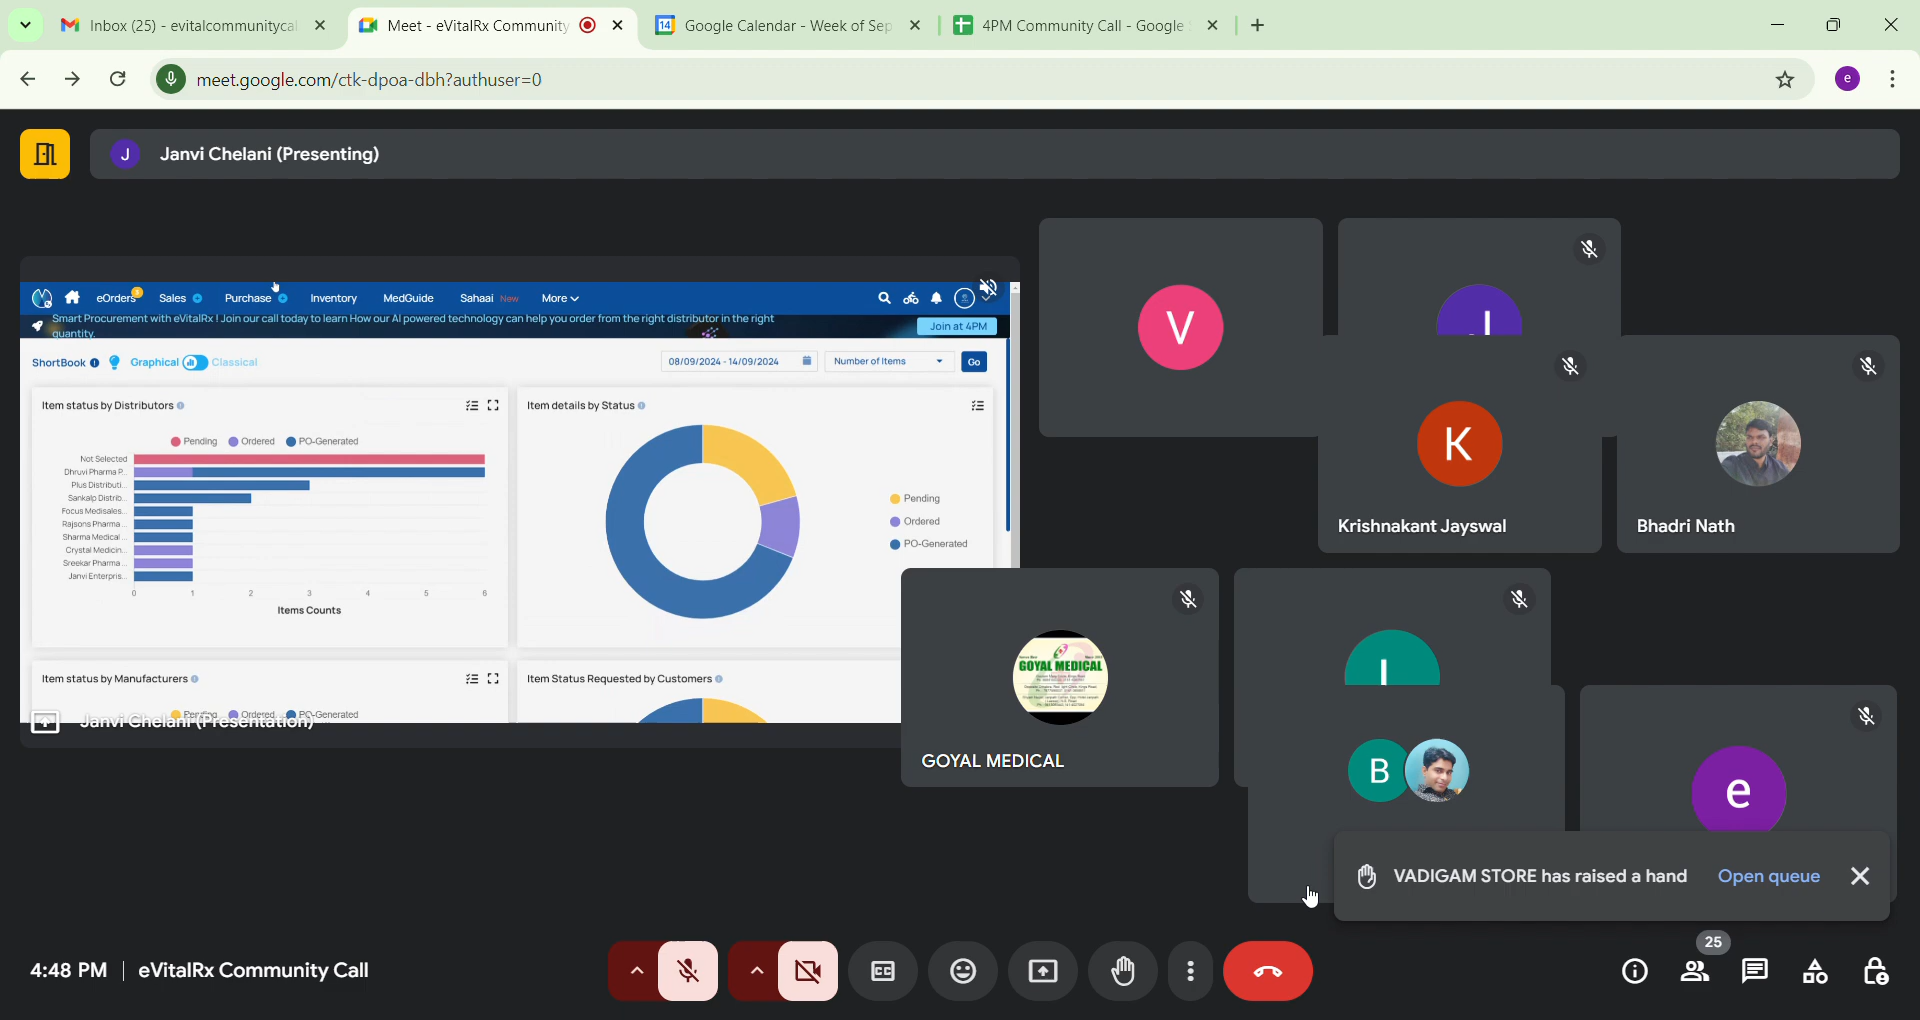 Inbox (25) - evitalcommunityca
Meet - eVitalRx Community
Google Calendar - Week of Sep
4PM Community Call - Google
meet.google.com/ctk-dpoa-dbh?authuser=0
e
J Janvi Chelani (Presenting)
eOrders Sales Purchase Inventory MedGuide Sahaai New More
Smart Procurement with eVitalRx ! Join our call today to learn How our AI powered technology can help you order from the right distributor in the right
quantity.
Join at 4PM
ShortBook Graphical Classical
08/09/2024 - 14/09/2024 Number of Items Go
Item status by Distributors
Pending Ordered PO-Generated
Not Selected
Dhruvi Pharma P...
Plus Distributi...
Sankalp Distrib...
Focus Medisales...
Rajsons Pharma...
Sharma Medical...
Crystal Medicin...
Sreekar Pharma...
Janvi Enterpris...
0 1 2 3 4 5 6
Items Counts
Item details by Status
Pending
Ordered
PO-Generated
Item status by Manufacturers
Pending Ordered PO-Generated
Item Status Requested by Customers
Janvi Chelani (Presentation)
V
J
K
Krishnakant Jayswal
Bhadri Nath
GOYAL MEDICAL
GOYAL MEDICAL
B
e
VADIGAM STORE has raised a hand Open queue
4:48 PM | eVitalRx Community Call
25